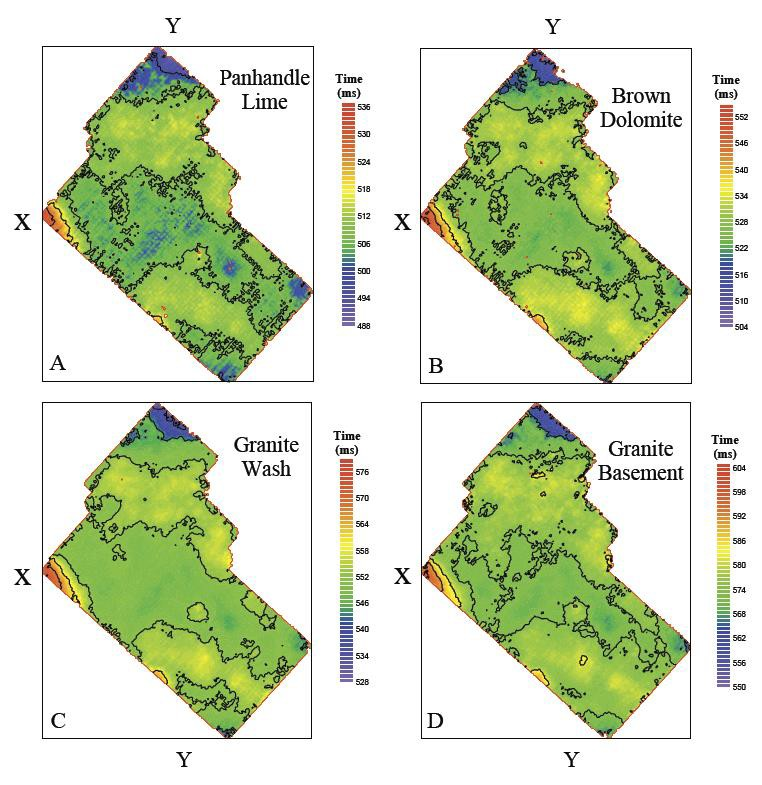 Y
Y
Panhandle
Lime
Time
(ms)
536
530
524
518
512
506
500
494
488
X
A
Brown
Dolomite
Time
(ms)
552
546
540
534
528
522
516
510
504
X
B
Granite
Wash
Time
(ms)
576
570
564
558
552
546
540
534
528
X
C
Y
Granite
Basement
Time
(ms)
604
598
592
586
580
574
568
562
556
550
X
D
Y